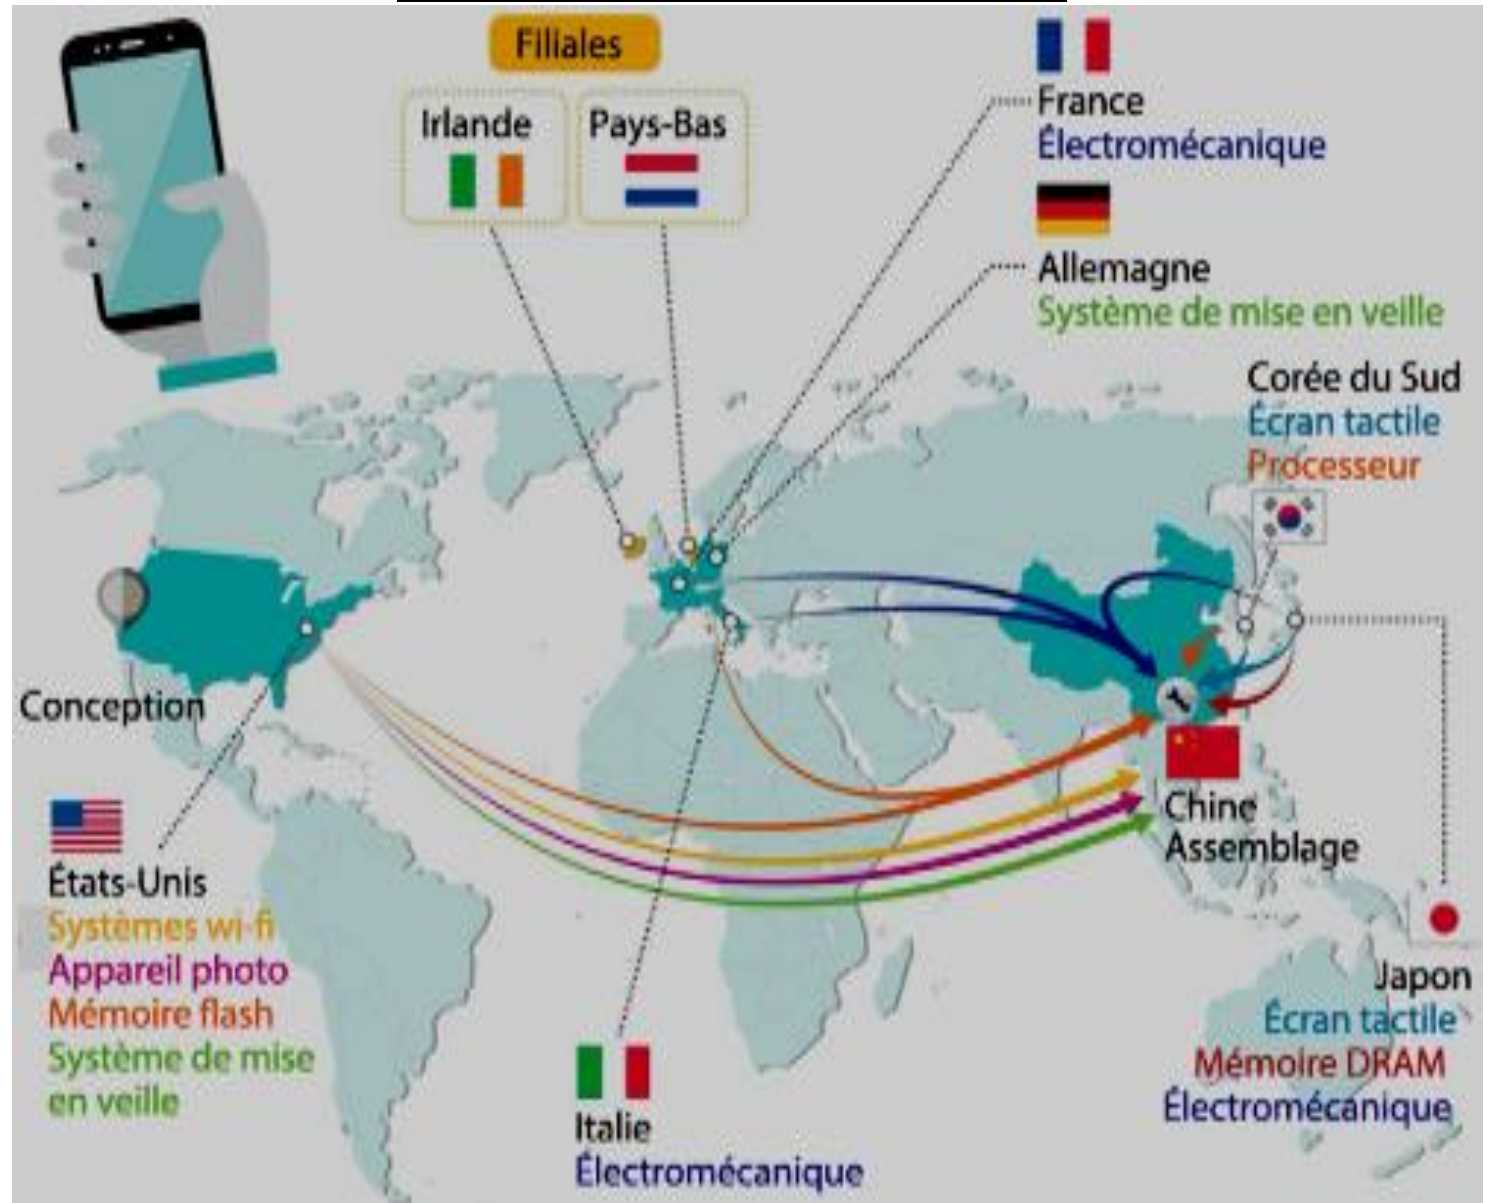 Filiales
Irlande
Pays-Bas
France
Électromécanique
Allemagne
Système de mise en veille
Corée du Sud
Écran tactile
Processeur
Conception
États-Unis
Systèmes wi-fi
Appareil photo
Mémoire flash
Système de mise
en veille
Italie
Électromécanique
Chine
Assemblage
Japon
Écran tactile
Mémoire DRAM
Électromécanique